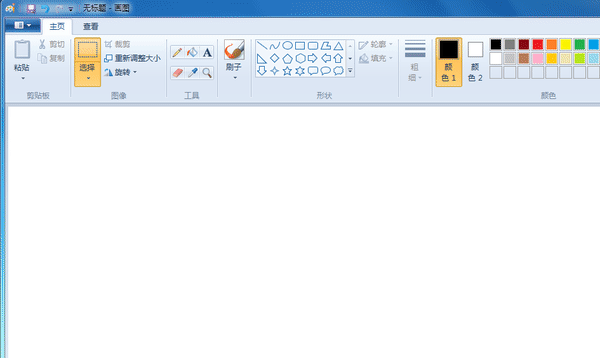 无标题 - 画图
主页 查看
粘贴
剪切
复制
剪贴板
选择
裁剪
重新调整大小
旋转
图像
A
工具
刷子
轮廓
填充
形状
粗
细
颜
色 1
颜
色 2
颜色